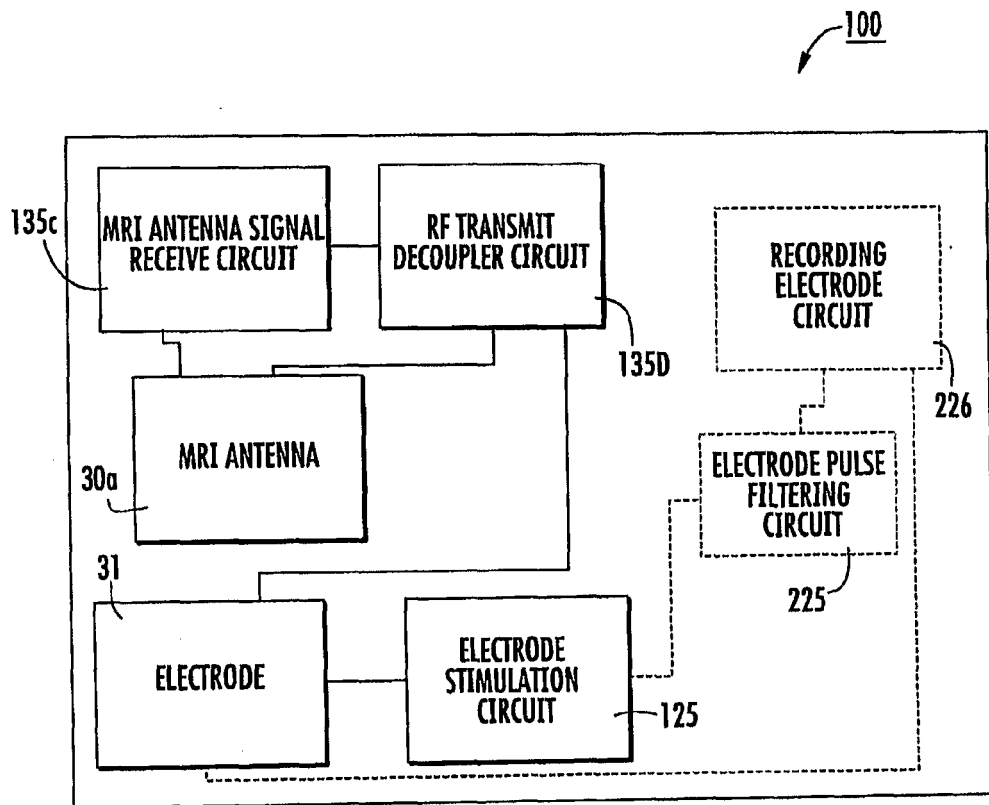 100
135c
MRI ANTENNA SIGNAL
RECEIVE CIRCUIT
RF TRANSMIT
DECOUPLER CIRCUIT
135D
RECORDING
ELECTRODE
CIRCUIT
226
MRI ANTENNA
30a
ELECTRODE PULSE
FILTERING
CIRCUIT
225
31
ELECTRODE
ELECTRODE
STIMULATION
CIRCUIT
125